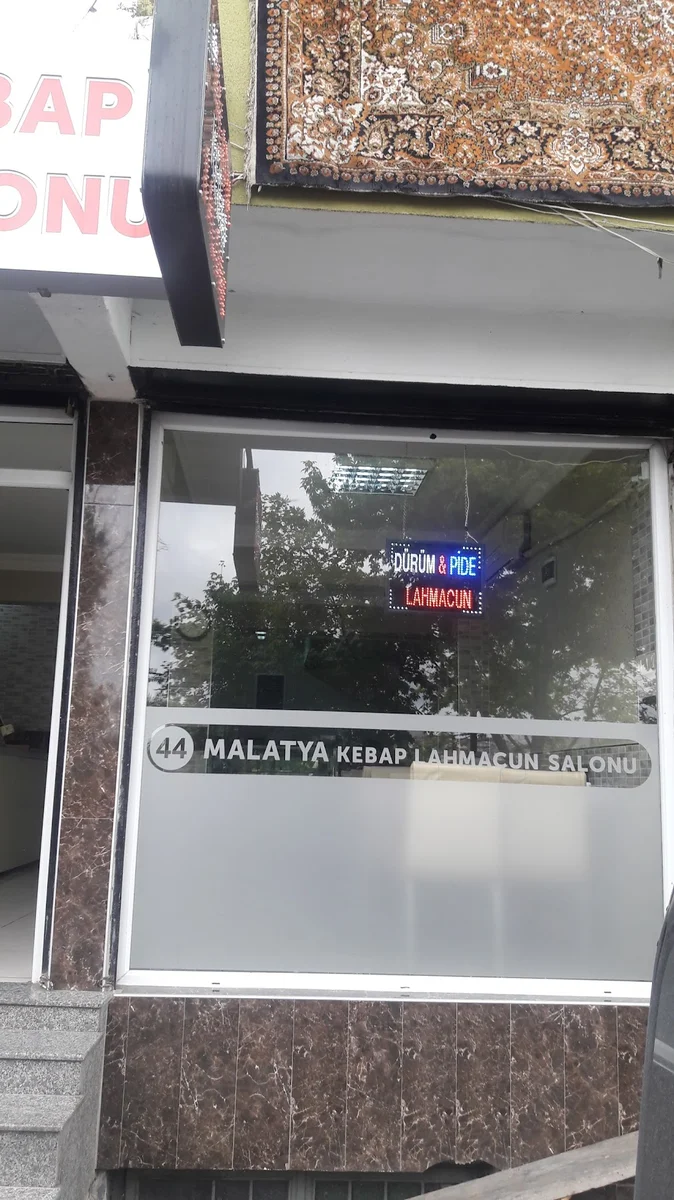 BAP
ONU
DÜRÜM & PIDE
LAHMACUN
44 MALATYA KEBAP LAHMACUN SALONU